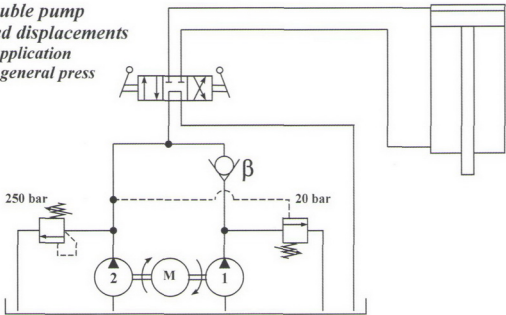 uble pump
d displacements
pplication
general press
β
250 bar
20 bar
2
M
1